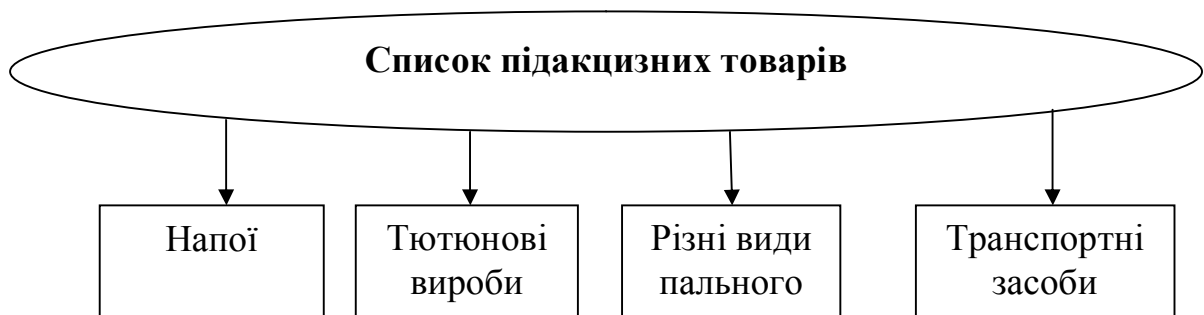 Список підакцизних товарів
Напої
Тютюнові
вироби
Різні види
пального
Транспортні
засоби